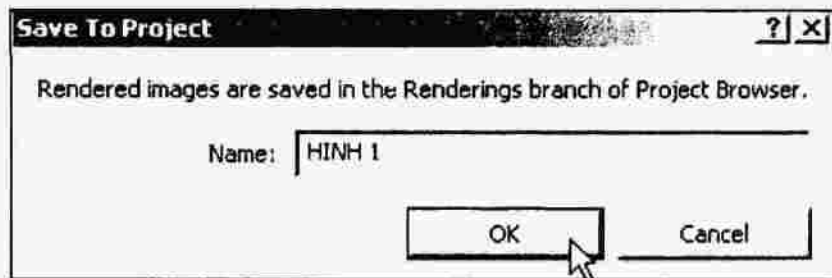 Save To Project
Rendered images are saved in the Renderings branch of Project Browser.
Name: HINH 1
OK Cancel